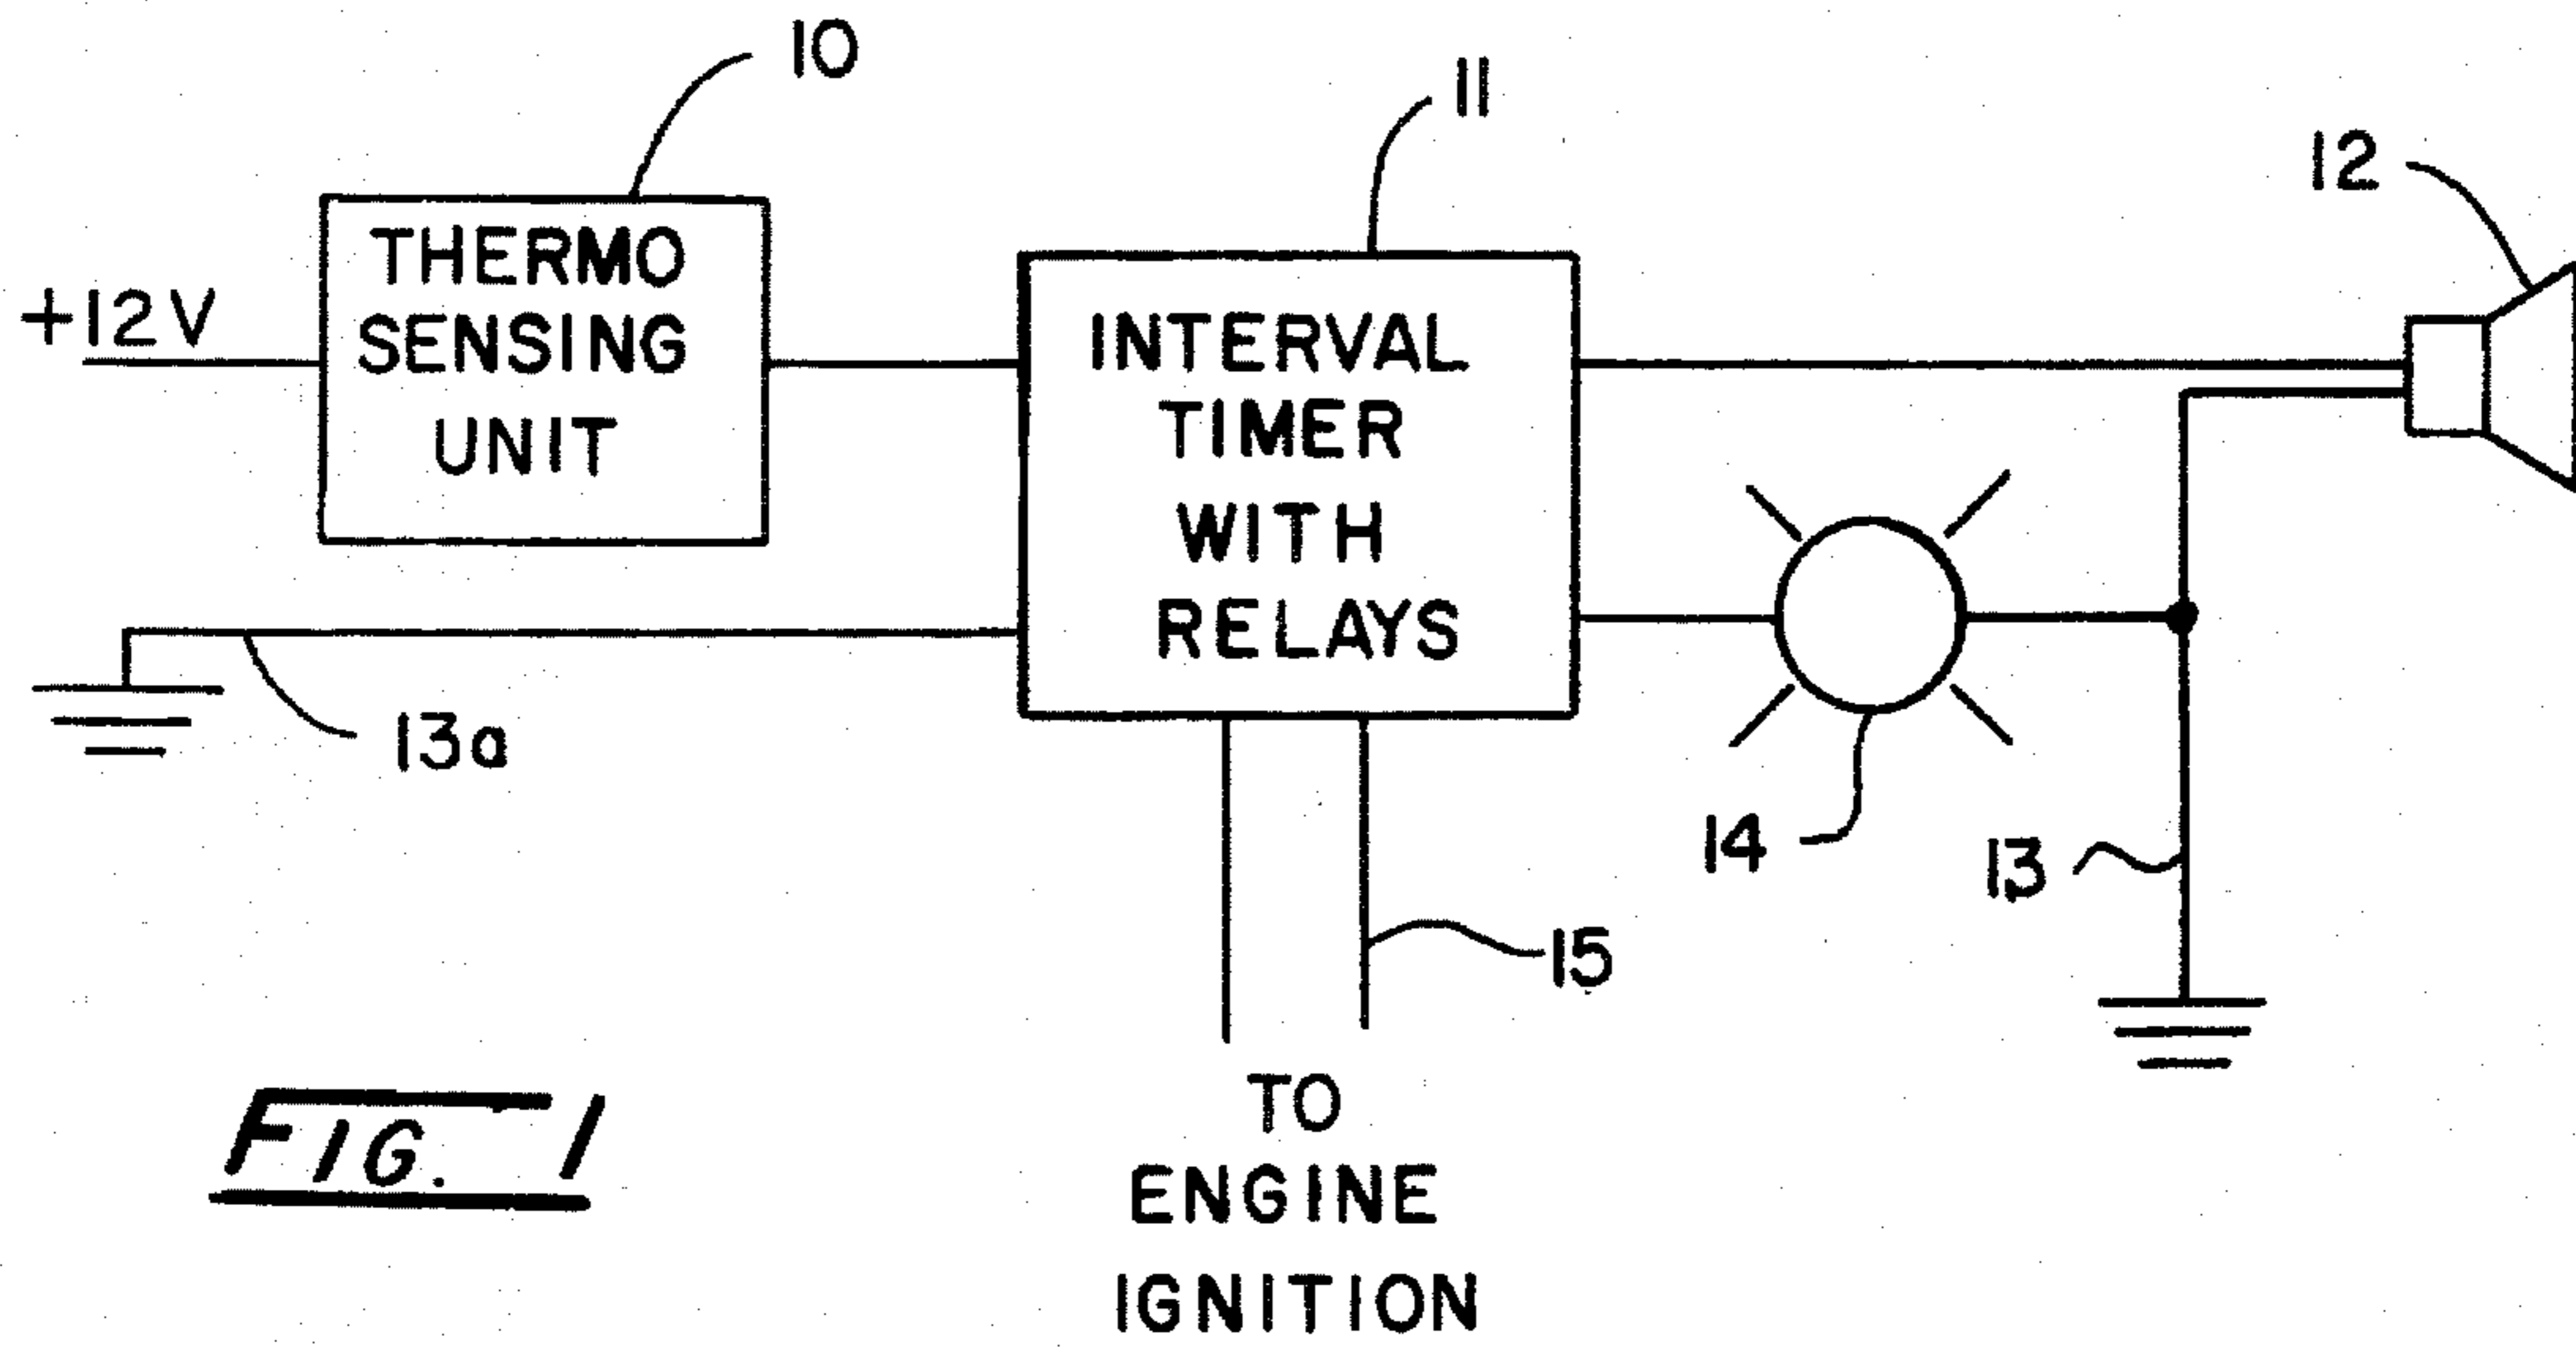 10
11
12
+12V
THERMO
SENSING
UNIT
INTERVAL
TIMER
WITH
RELAYS
13a
14
13
15
TO
ENGINE
IGNITION
FIG. 1